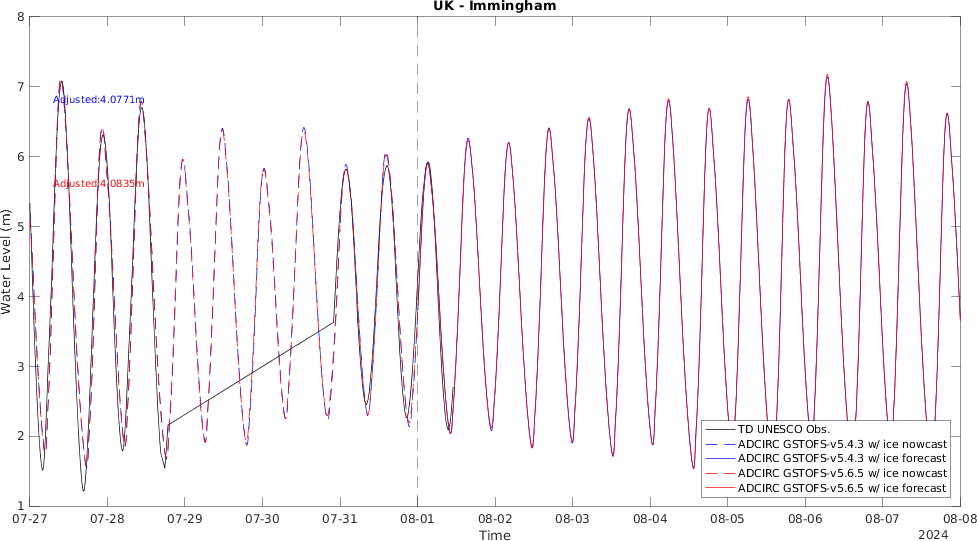 UK - Immingham
8
7
6
5
4
3
2
1
Water Level (m)
Adjusted:4.0771m
Adjusted:4.0835m
TD UNESCO Obs.
ADCIRC GSTOFS-v5.4.3 w/ ice nowcast
ADCIRC GSTOFS-v5.4.3 w/ ice forecast
ADCIRC GSTOFS-v5.6.5 w/ ice nowcast
ADCIRC GSTOFS-v5.6.5 w/ ice forecast
07-27 07-28 07-29 07-30 07-31 08-01 08-02 08-03 08-04 08-05 08-06 08-07 08-08
Time
2024